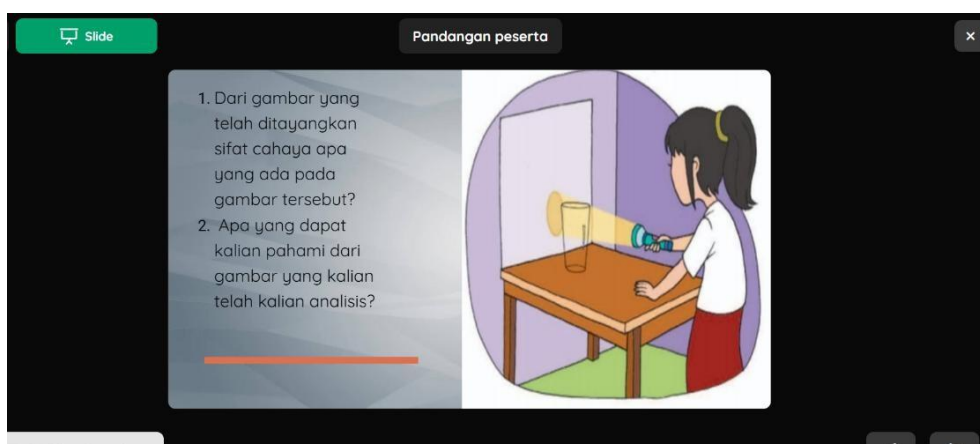 Slide
Pandangan peserta
×
1. Dari gambar yang
telah ditayangkan
sifat cahaya apa
yang ada pada
gambar tersebut?
2. Apa yang dapat
kalian pahami dari
gambar yang kalian
telah kalian analisis?